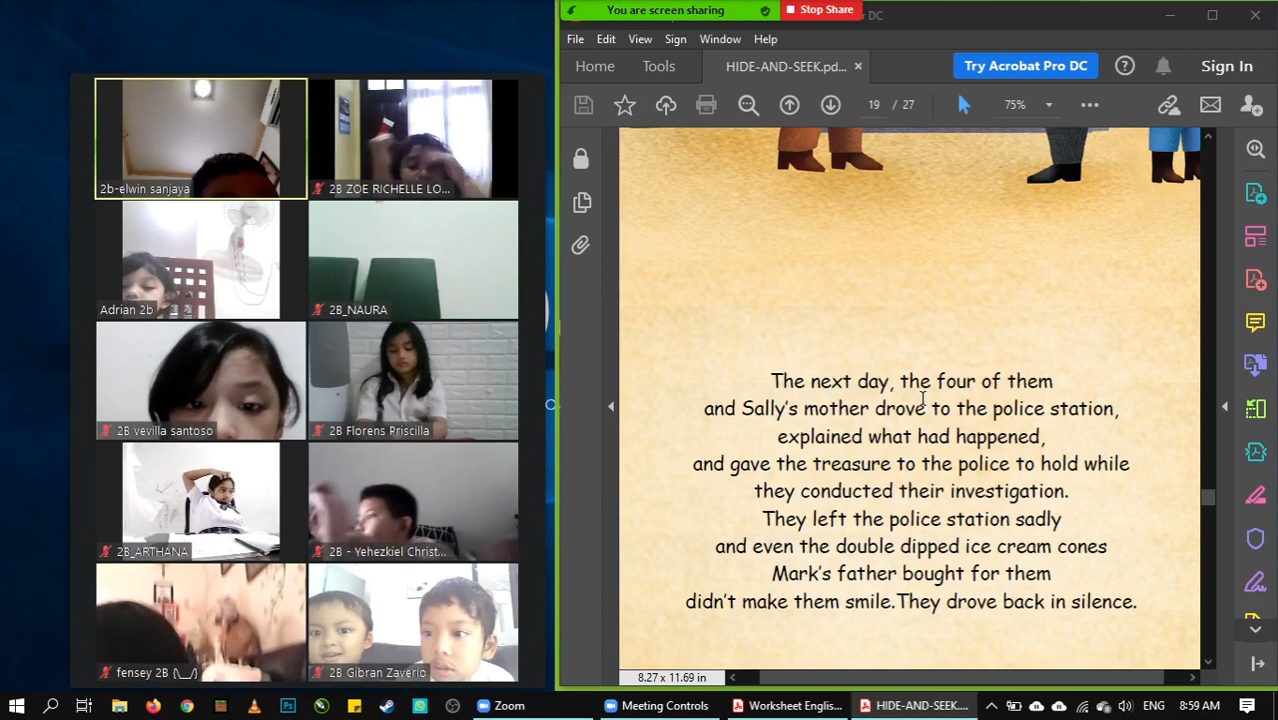 You are screen sharing
Stop Share
DC
File Edit View Sign Window Help
Home Tools HIDE-AND-SEEK.pd... × Try Acrobat Pro DC Sign In
19 / 27 75%
2b-elwin sanjaya
2B ZOE RICHELLE LO...
Adrian 2b
2B_NAURA
2B vevilla santoso
2B Florens Priscilla
2B_ARTHANA
2B - Yehezkiel Christ...
fensey 2B {\__/}
2B Gibran Zaverio
The next day, the four of them
and Sally's mother drove to the police station,
explained what had happened,
and gave the treasure to the police to hold while
they conducted their investigation.
They left the police station sadly
and even the double dipped ice cream cones
Mark's father bought for them
didn't make them smile.They drove back in silence.
8.27 x 11.69 in
Zoom Meeting Controls Worksheet Englis... HIDE-AND-SEEK.... 8:59 AM